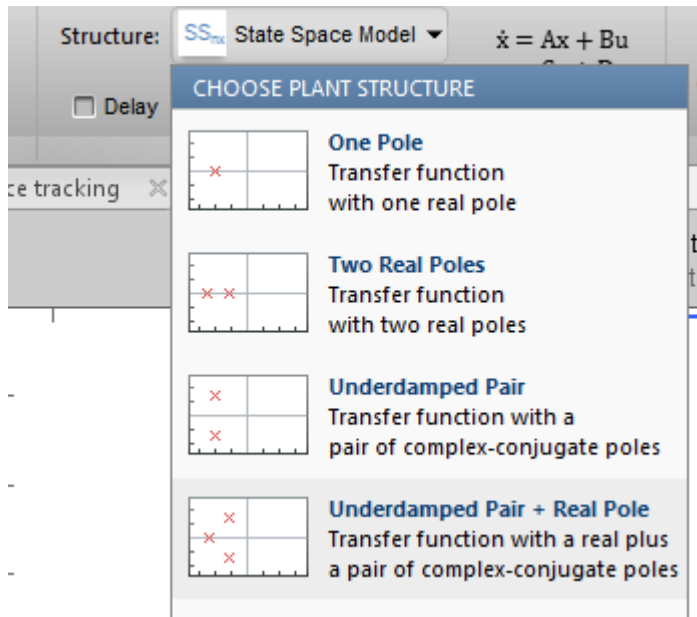 Structure: SSnx State Space Model
ẋ = Ax + Bu
Delay
CHOOSE PLANT STRUCTURE
ce tracking
One Pole
Transfer function
with one real pole
Two Real Poles
Transfer function
with two real poles
Underdamped Pair
Transfer function with a
pair of complex-conjugate poles
Underdamped Pair + Real Pole
Transfer function with a real plus
a pair of complex-conjugate poles